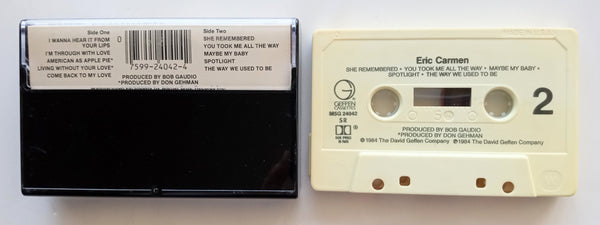 Side One
I WANNA HEAR IT FROM
YOUR LIPS
I'M THROUGH WITH LOVE
AMERICAN AS APPLE PIE*
LIVING WITHOUT YOUR LOVE*
COME BACK TO MY LOVE
0
7599-24042-4
Side Two
SHE REMEMBERED
YOU TOOK ME ALL THE WAY
MAYBE MY BABY
SPOTLIGHT
THE WAY WE USED TO BE
PRODUCED BY BOB GAUDIO
*PRODUCED BY DON GEHMAN
Eric Carmen
SHE REMEMBERED • YOU TOOK ME ALL THE WAY • MAYBE MY BABY •
SPOTLIGHT • THE WAY WE USED TO BE
G
GEFFEN
CASSETTES
M5G 24042
SR
2
PRODUCED BY BOB GAUDIO
*PRODUCED BY DON GEHMAN
℗1984 The David Geffen Company ©1984 The David Geffen Company